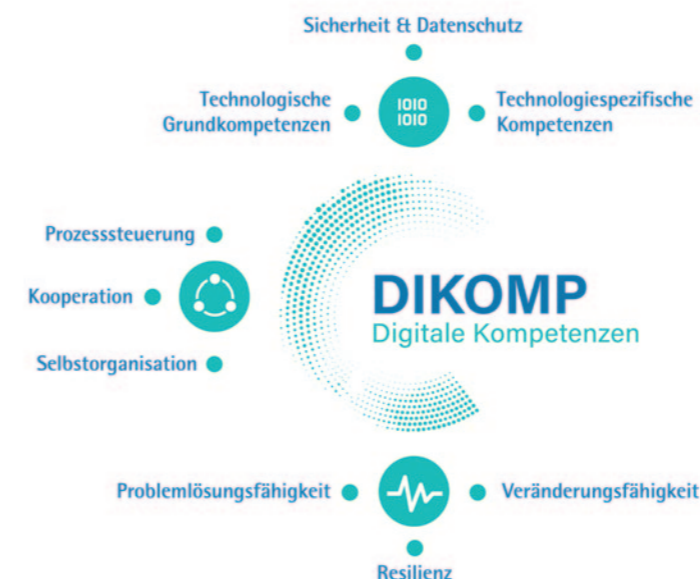 Sicherheit & Datenschutz
Technologische
Grundkompetenzen
1010
1010
Technologiespezifische
Kompetenzen
Prozesssteuerung
Kooperation
Selbstorganisation
DIKOMP
Digitale Kompetenzen
Problemlösungsfähigkeit
Veränderungsfähigkeit
Resilienz